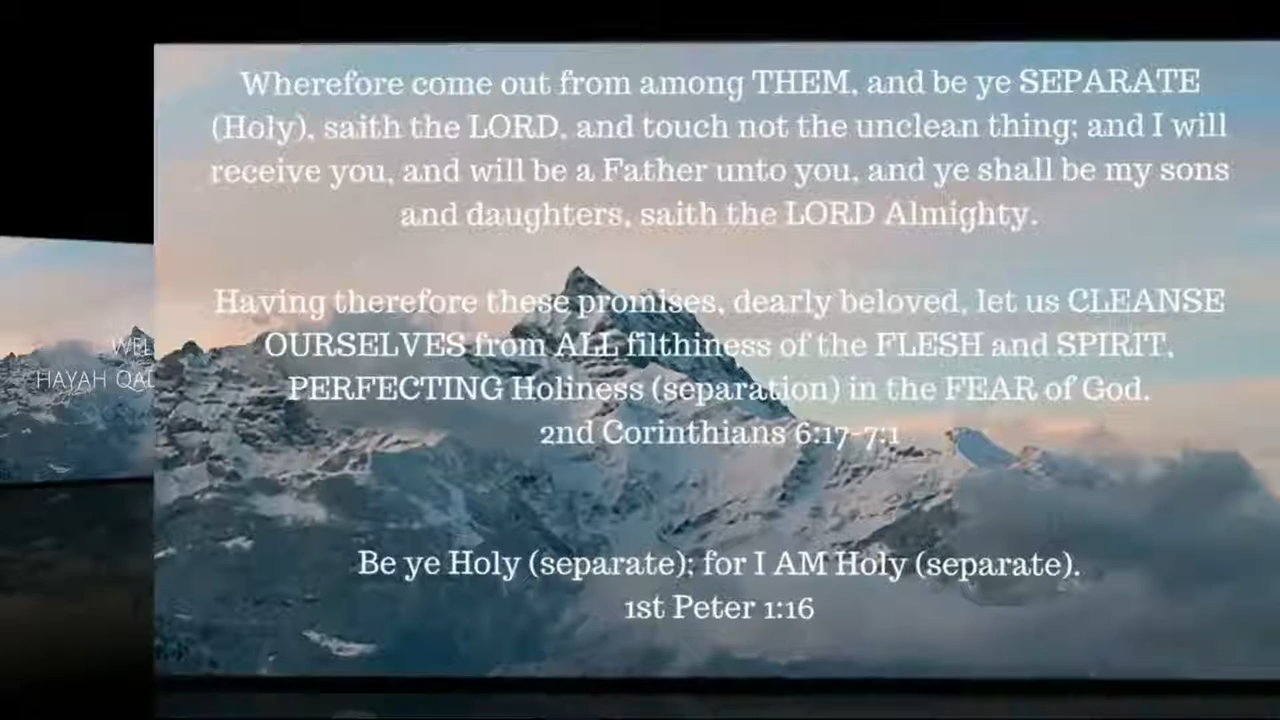 Wherefore come out from among THEM, and be ye SEPARATE
(Holy), saith the LORD, and touch not the unclean thing; and I will
receive you, and will be a Father unto you, and ye shall be my sons
and daughters, saith the LORD Almighty.
Having therefore these promises, dearly beloved, let us CLEANSE
OURSELVES from ALL filthiness of the FLESH and SPIRIT,
PERFECTING Holiness (separation) in the FEAR of God.
2nd Corinthians 6:17-7:1
Be ye Holy (separate); for I AM Holy (separate).
1st Peter 1:16
HAYAH